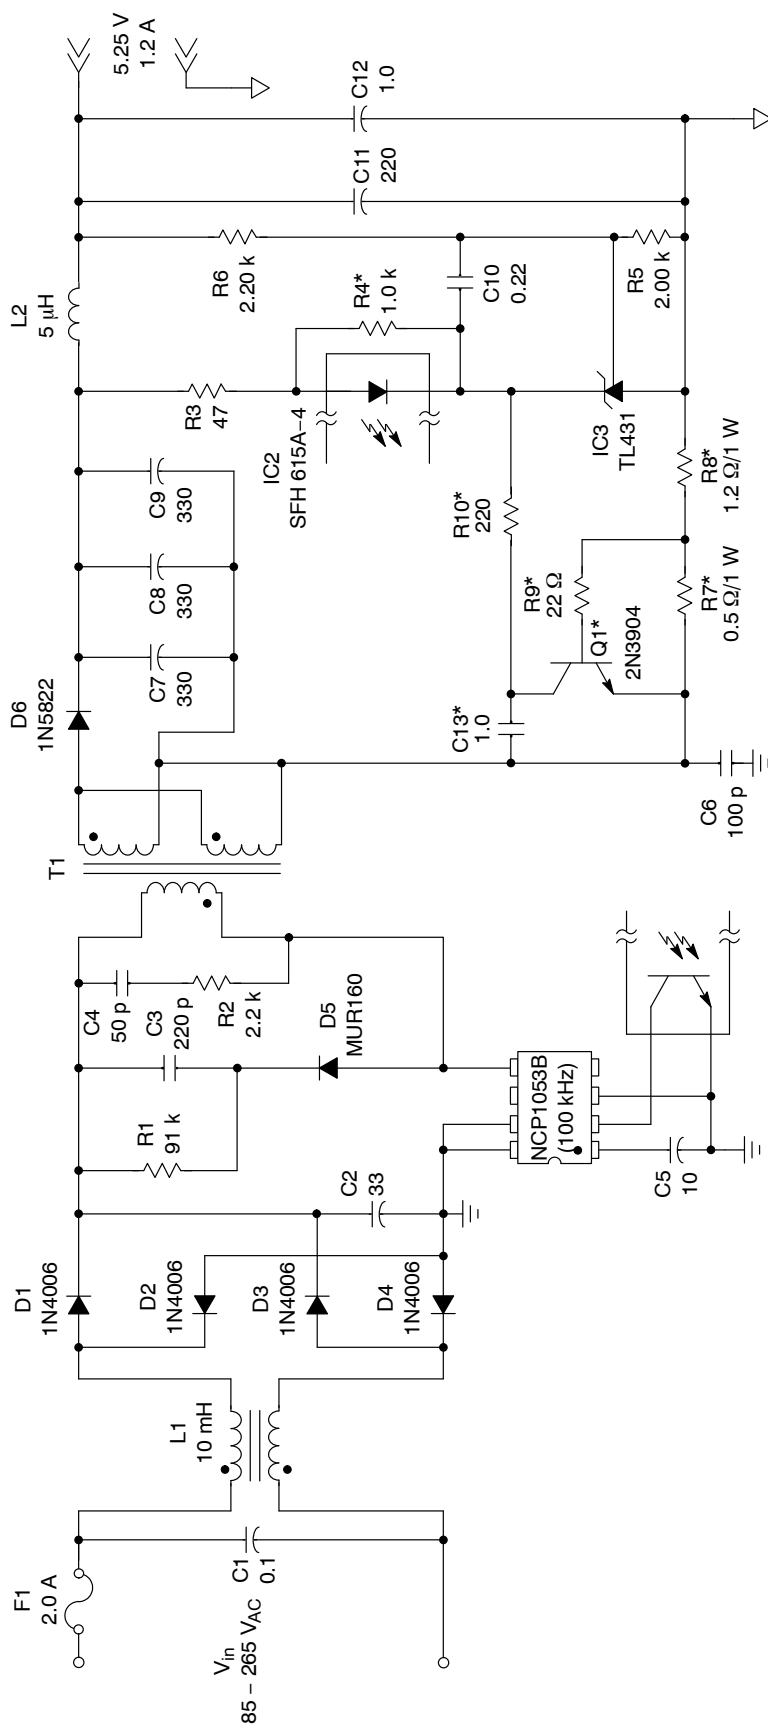 F1
2.0 A
V_in
85 – 265 V_AC
C1
0.1
L1
10 mH
D1
1N4006
D2
1N4006
D3
1N4006
D4
1N4006
C2
33
R1
91 k
C4
50 p
C3
220 p
R2
2.2 k
D5
MUR160
NCP1053B
(100 kHz)
C5
10
T1
D6
1N5822
C7
330
C8
330
C9
330
C6
100 p
C13*
1.0
Q1*
2N3904
R9*
22 Ω
R10*
220
R7*
0.5 Ω/1 W
R8*
1.2 Ω/1 W
L2
5 µH
R3
47
IC2
SFH 615A–4
R4*
1.0 k
R6
2.20 k
C10
0.22
IC3
TL431
R5
2.00 k
C11
220
C12
1.0
5.25 V
1.2 A